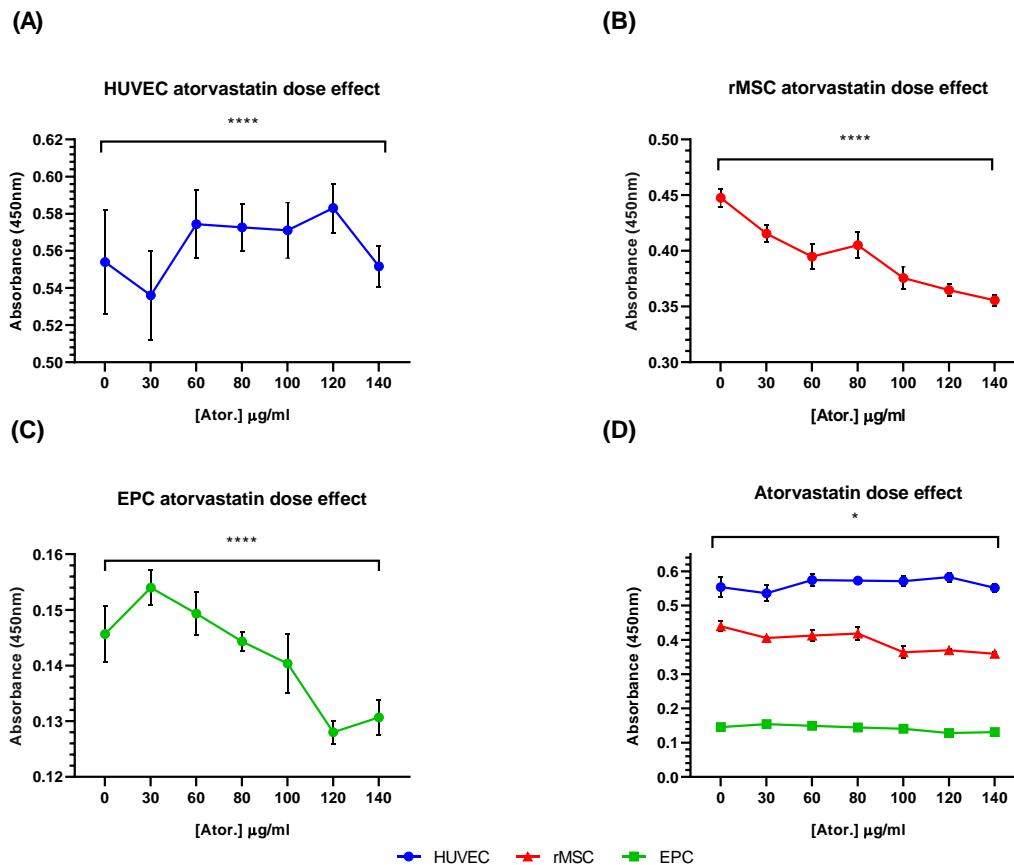 (A)
HUVEC atorvastatin dose effect
****
Absorbance (450nm)
0.62
0.60
0.58
0.56
0.54
0.52
0.50
0 30 60 80 100 120 140
[Ator.] μg/ml
(B)
rMSC atorvastatin dose effect
****
Absorbance (450nm)
0.50
0.45
0.40
0.35
0.30
0 30 60 80 100 120 140
[Ator.] μg/ml
(C)
EPC atorvastatin dose effect
****
Absorbance (450nm)
0.16
0.15
0.14
0.13
0.12
0 30 60 80 100 120 140
[Ator.] μg/ml
(D)
Atorvastatin dose effect
*
Absorbance (450nm)
0.6
0.5
0.4
0.3
0.2
0.1
0.0
0 30 60 80 100 120 140
[Ator.] μg/ml
HUVEC rMSC EPC